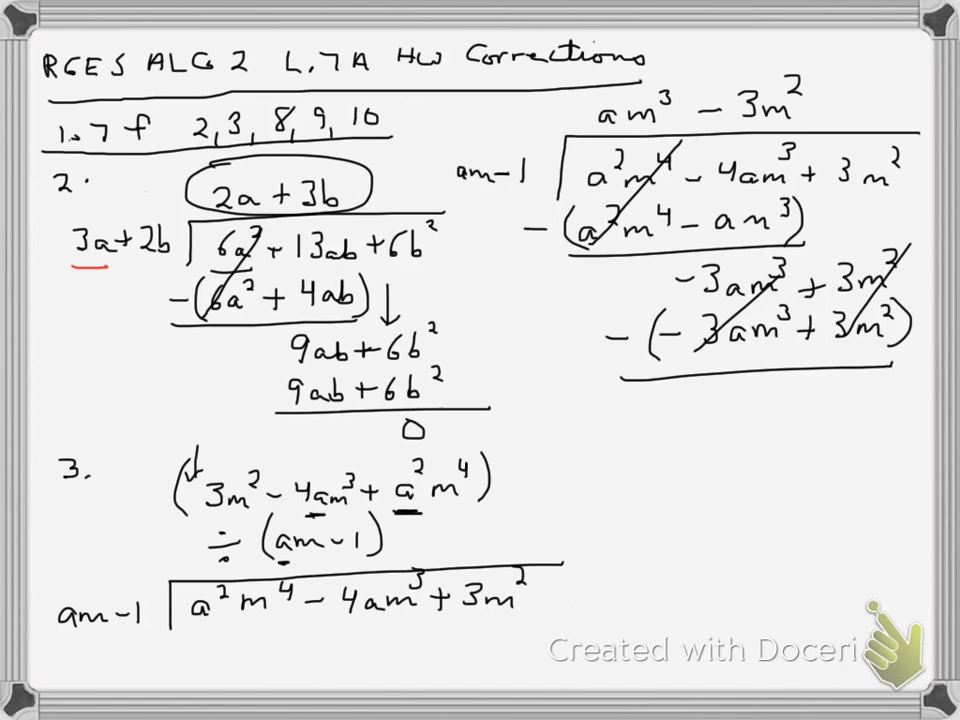 RCES ALG 2 L.7A HW Corrections
1.7 f 2, 3, 8, 9, 10
2.
2a + 3b
3a + 2b 6a² + 13ab + 6b²
-(6a² + 4ab)
9ab + 6b²
9ab + 6b²
0
3. (3m² - 4am³ + a²m⁴)
÷ (am - 1)
am - 1 a²m⁴ - 4am³ + 3m²
am³ - 3m²
am - 1 a²m⁴ - 4am³ + 3m²
-(a²m⁴ - am³)
-3am³ + 3m²
-(-3am³ + 3m²)
Created with Doceri